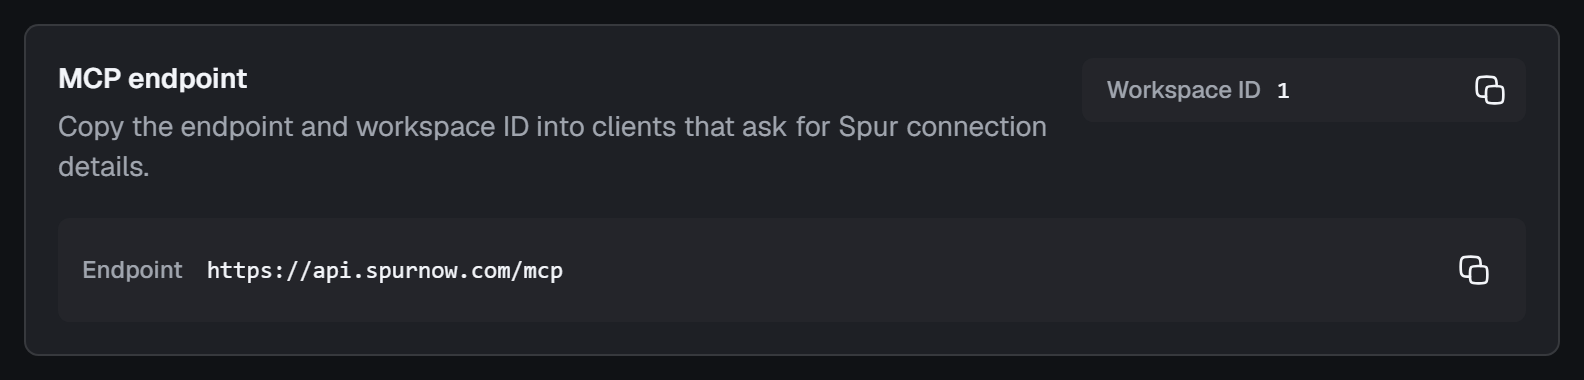 MCP endpoint
Copy the endpoint and workspace ID into clients that ask for Spur connection
details.
Workspace ID 1
Endpoint https://api.spurnow.com/mcp